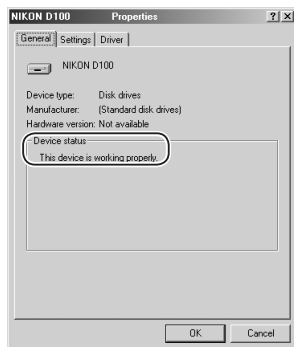 NIKON D100 Properties ? ×
General Settings Driver
NIKON D100
Device type: Disk drives
Manufacturer: (Standard disk drives)
Hardware version: Not available
Device status
This device is working properly.
OK Cancel